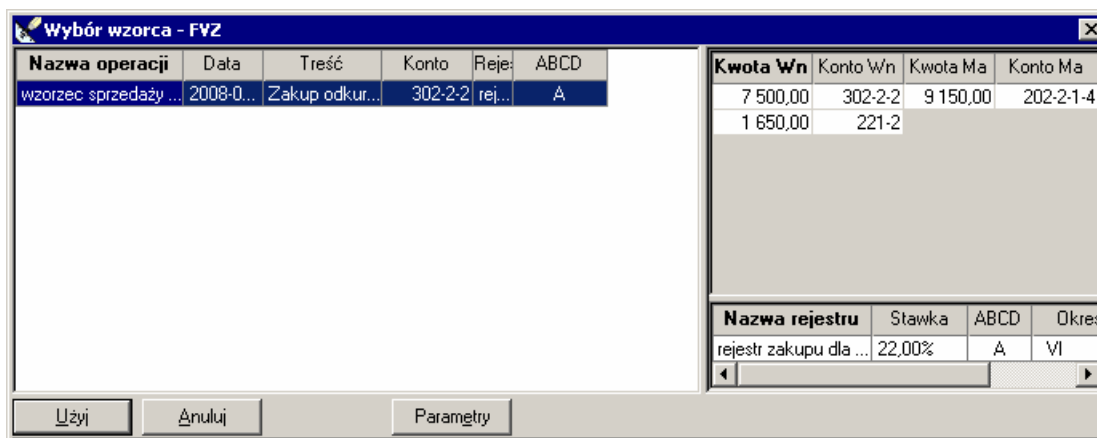 Wybór wzorca - FVZ
Nazwa operacji Data Treść Konto Reje: ABCD
wzorzec sprzedaży ... 2008-0... Zakup odkur... 302-2-2 rej... A
Kwota Wn Konto Wn Kwota Ma Konto Ma
7 500,00 302-2-2 9 150,00 202-2-1-4
1 650,00 221-2
Nazwa rejestru Stawka ABCD Okres
rejestr zakupu dla ... 22,00% A VI
Użyj Anuluj Parametry